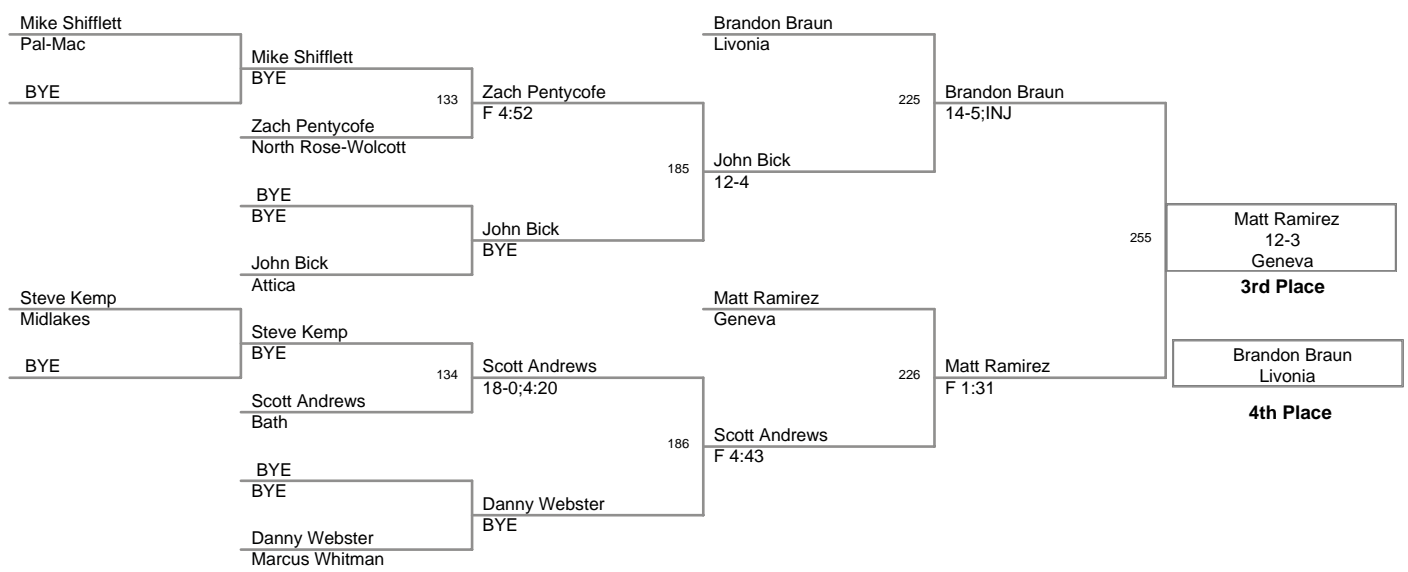 Mike Shifflett
Pal-Mac
BYE
Mike Shifflett
BYE
133
Zach Pentycofe
North Rose-Wolcott
Zach Pentycofe
F 4:52
BYE
BYE
John Bick
Attica
John Bick
BYE
185
John Bick
12-4
Brandon Braun
Livonia
225
Brandon Braun
14-5;INJ
Steve Kemp
Midlakes
BYE
Steve Kemp
BYE
134
Scott Andrews
Bath
Scott Andrews
18-0;4:20
BYE
BYE
Danny Webster
Marcus Whitman
Danny Webster
BYE
186
Scott Andrews
F 4:43
Matt Ramirez
Geneva
226
Matt Ramirez
F 1:31
255
Matt Ramirez
12-3
Geneva
3rd Place
Brandon Braun
Livonia
4th Place